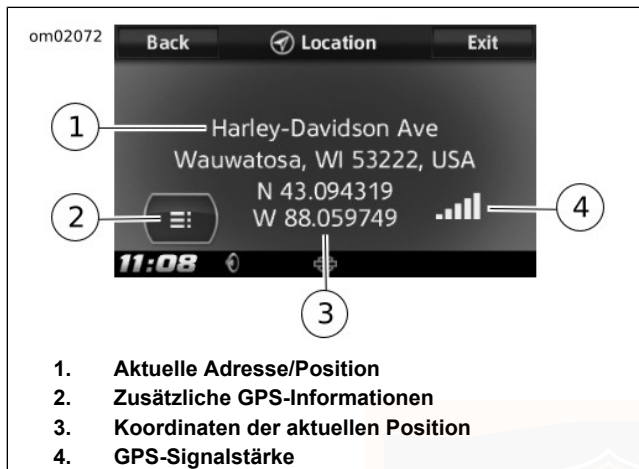 om02072
Back Location Exit
1
Harley-Davidson Ave
Wauwatosa, WI 53222, USA
N 43.094319
2
4
W 88.059749
11:08
3
1. Aktuelle Adresse/Position
2. Zusätzliche GPS-Informationen
3. Koordinaten der aktuellen Position
4. GPS-Signalstärke